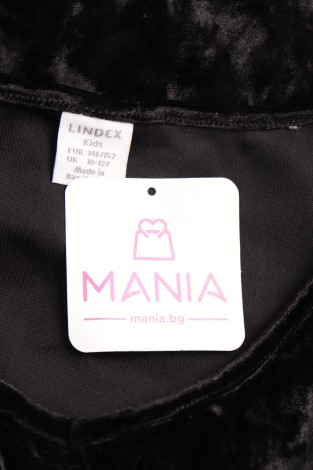 LINDEX
Kids
EUR 146/152
UK 10-12Y
Made in
MANIA
mania.bg